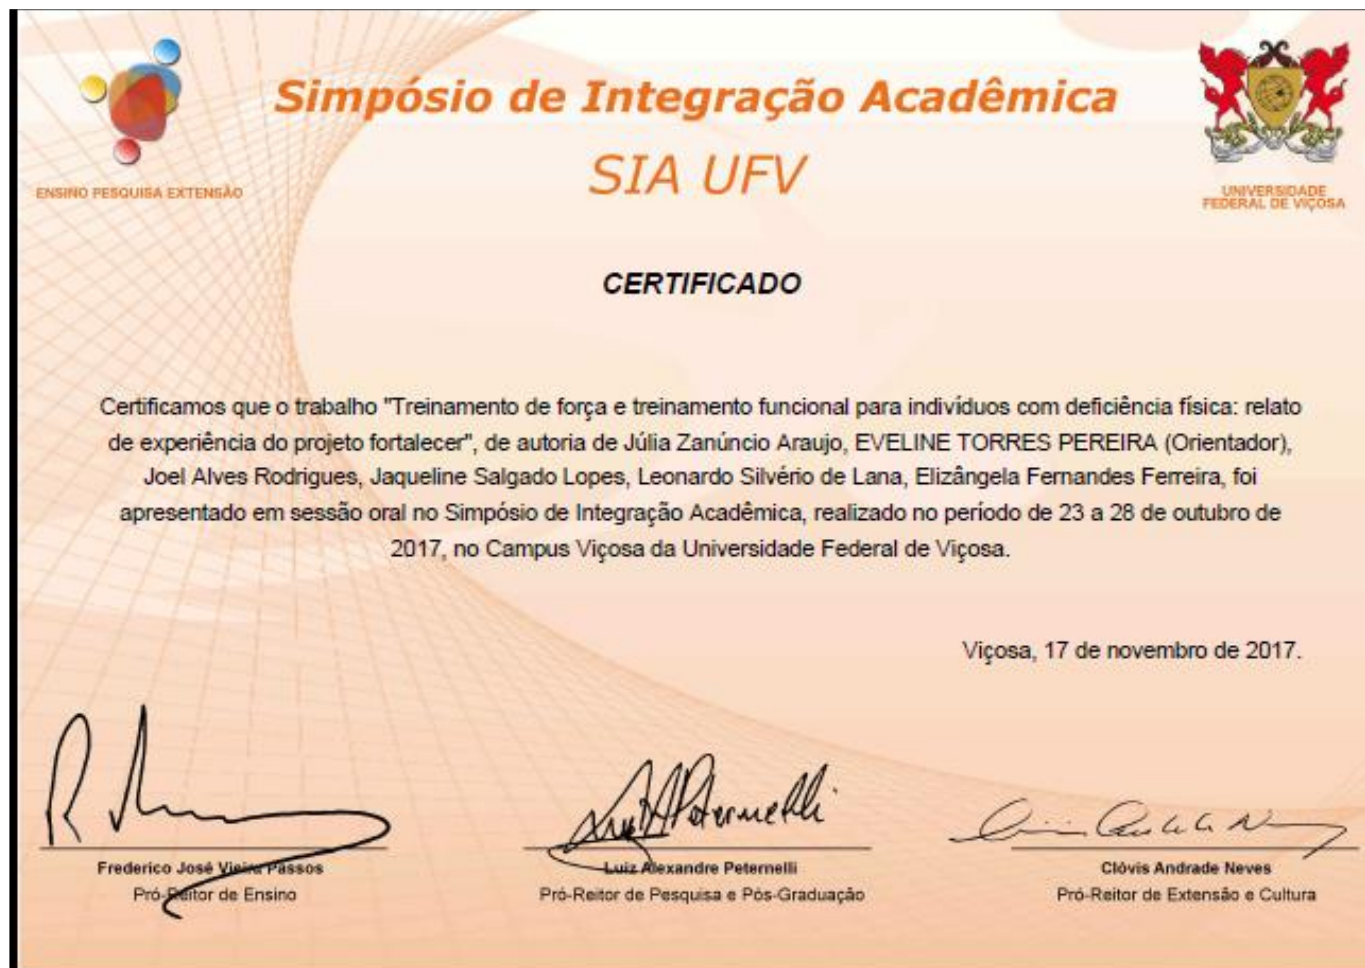 Simpósio de Integração Acadêmica
SIA UFV
ENSINO PESQUISA EXTENSÃO
UNIVERSIDADE
FEDERAL DE VIÇOSA
CERTIFICADO
Certificamos que o trabalho "Treinamento de força e treinamento funcional para indivíduos com deficiência física: relato
de experiência do projeto fortalecer", de autoria de Júlia Zanúncio Araujo, EVELINE TORRES PEREIRA (Orientador),
Joel Alves Rodrigues, Jaqueline Salgado Lopes, Leonardo Silvério de Lana, Elizângela Fernandes Ferreira, foi
apresentado em sessão oral no Simpósio de Integração Acadêmica, realizado no período de 23 a 28 de outubro de
2017, no Campus Viçosa da Universidade Federal de Viçosa.
Viçosa, 17 de novembro de 2017.
Frederico José Vieira Passos
Pró-Reitor de Ensino
Luiz Alexandre Peternelli
Pró-Reitor de Pesquisa e Pós-Graduação
Clóvis Andrade Neves
Pró-Reitor de Extensão e Cultura